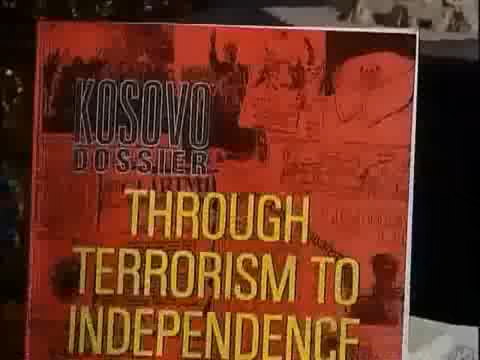 KOSOVO
DOSSIER
THROUGH
TERRORISM TO
INDEPENDENCE